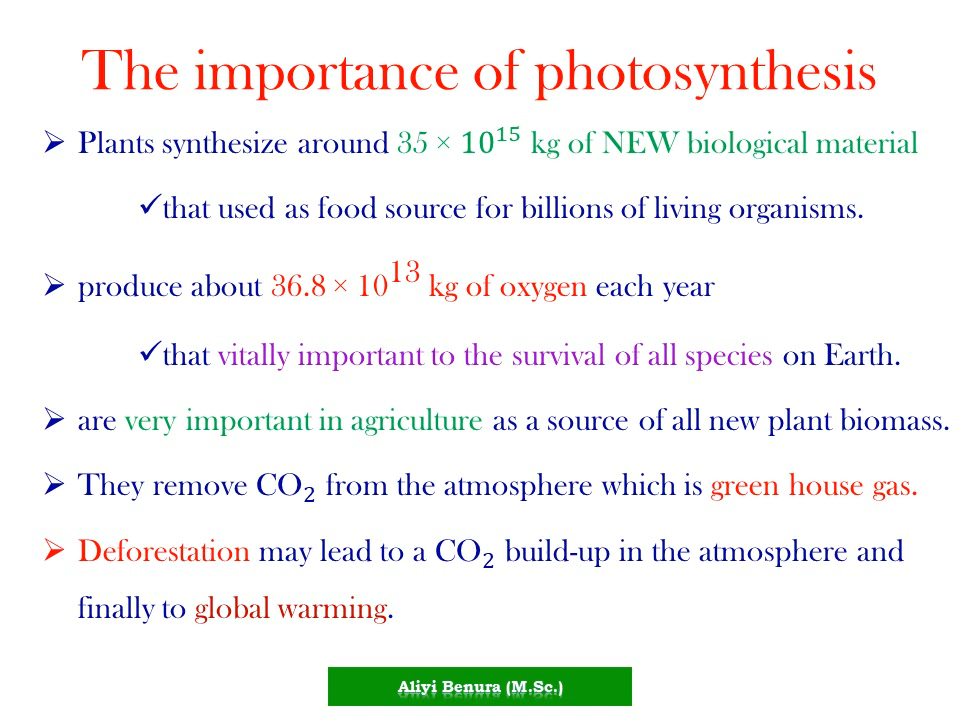 The importance of photosynthesis
➢ Plants synthesize around 35 × 10¹⁵ kg of NEW biological material
✓ that used as food source for billions of living organisms.
➢ produce about 36.8 × 10¹³ kg of oxygen each year
✓ that vitally important to the survival of all species on Earth.
➢ are very important in agriculture as a source of all new plant biomass.
➢ They remove CO₂ from the atmosphere which is green house gas.
➢ Deforestation may lead to a CO₂ build-up in the atmosphere and
finally to global warming.
Aliyi Benura (M.Sc.)